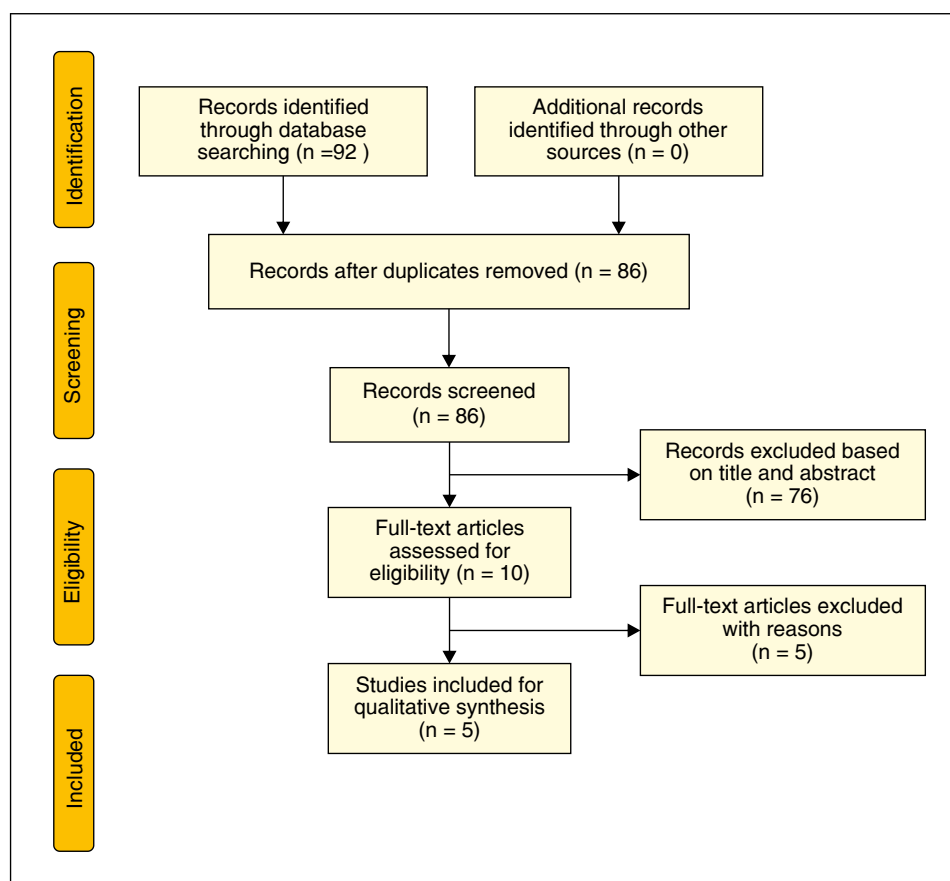 Identification
Records identified
through database
searching (n =92 )
Additional records
identified through other
sources (n = 0)
Records after duplicates removed (n = 86)
Screening
Records screened
(n = 86)
Records excluded based
on title and abstract
(n = 76)
Eligibility
Full-text articles
assessed for
eligibility (n = 10)
Full-text articles excluded
with reasons
(n = 5)
Included
Studies included for
qualitative synthesis
(n = 5)